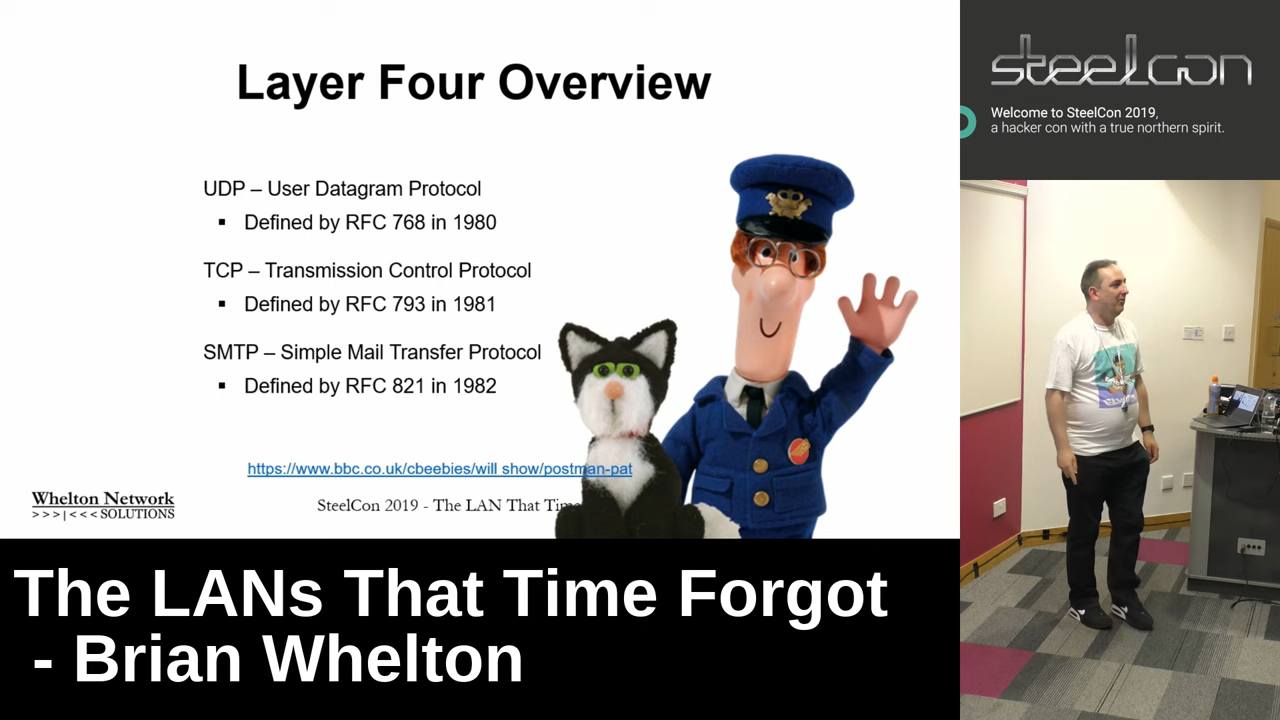 Layer Four Overview
UDP – User Datagram Protocol
▪ Defined by RFC 768 in 1980
TCP – Transmission Control Protocol
▪ Defined by RFC 793 in 1981
SMTP – Simple Mail Transfer Protocol
▪ Defined by RFC 821 in 1982
https://www.bbc.co.uk/cbeebies/will show/postman-pat
Whelton Network
>>>|<<< SOLUTIONS
SteelCon 2019 - The LAN That Time
steelcon
Welcome to SteelCon 2019,
a hacker con with a true northern spirit.
The LANs That Time Forgot
- Brian Whelton